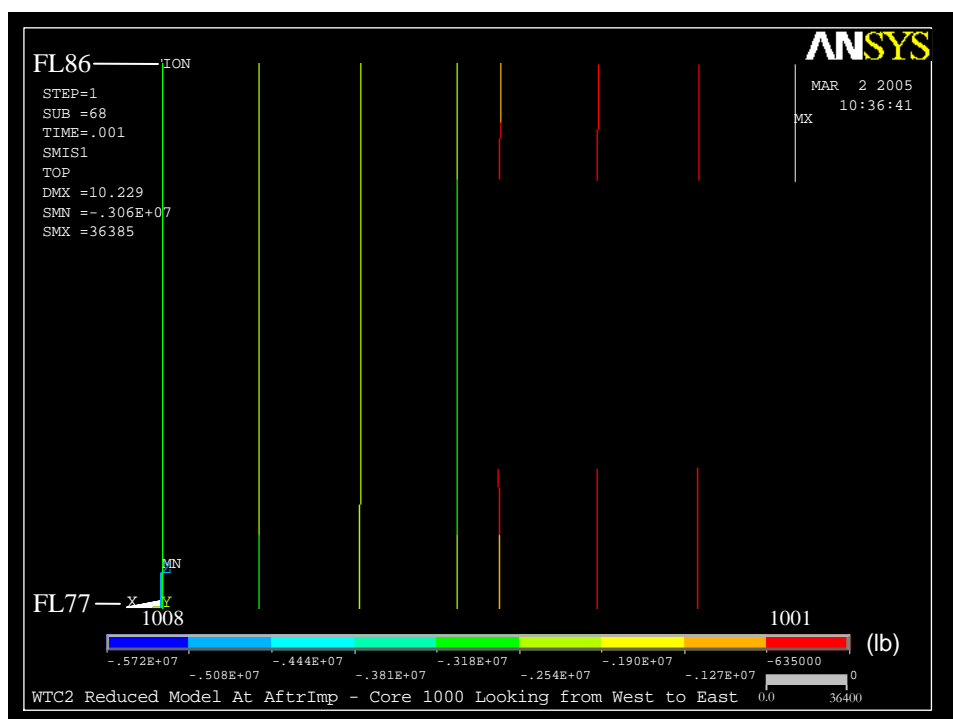 ANSYS
FL86
ION
MAR 2 2005
10:36:41
STEP=1
SUB =68
TIME=.001
SMIS1
TOP
DMX =10.229
SMN =-.306E+07
SMX =36385
MX
MN
Z
FL77
X
Y
1008
1001
(lb)
-.572E+07
-.444E+07
-.318E+07
-.190E+07
-635000
-.508E+07
-.381E+07
-.254E+07
-.127E+07
0
WTC2 Reduced Model At AftrImp - Core 1000 Looking from West to East
0.0
36400